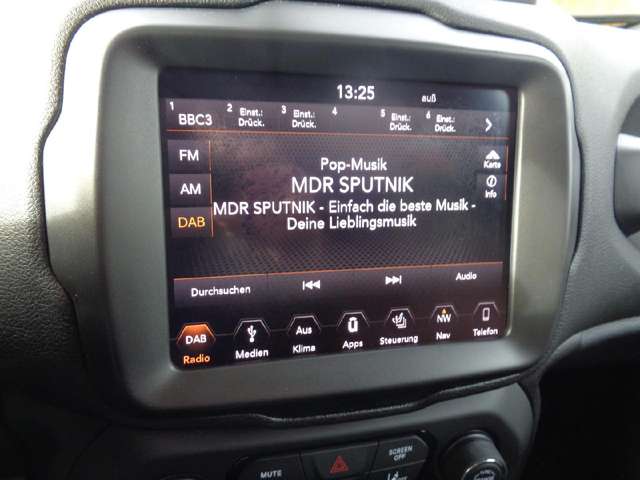 13:25
auß
1 BBC3 2 Einst.: 3 Einst.: 4 5 Einst.: 6 Einst.:
Drück. Drück. Drück. Drück.
FM
AM
DAB
Pop-Musik
MDR SPUTNIK
MDR SPUTNIK - Einfach die beste Musik -
Deine Lieblingsmusik
Karte
Info
Durchsuchen
Audio
DAB Aus NW
Radio Medien Klima Apps Steuerung Nav Telefon
MUTE
SCREEN
OFF